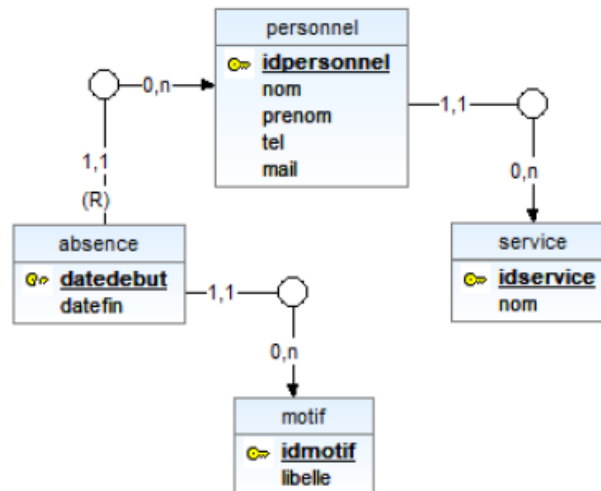 personnel
idpersonnel
nom
prenom
tel
mail
0,n
1,1
1,1
(R)
0,n
absence
datedebut
datefin
service
idservice
nom
1,1
0,n
motif
idmotif
libelle